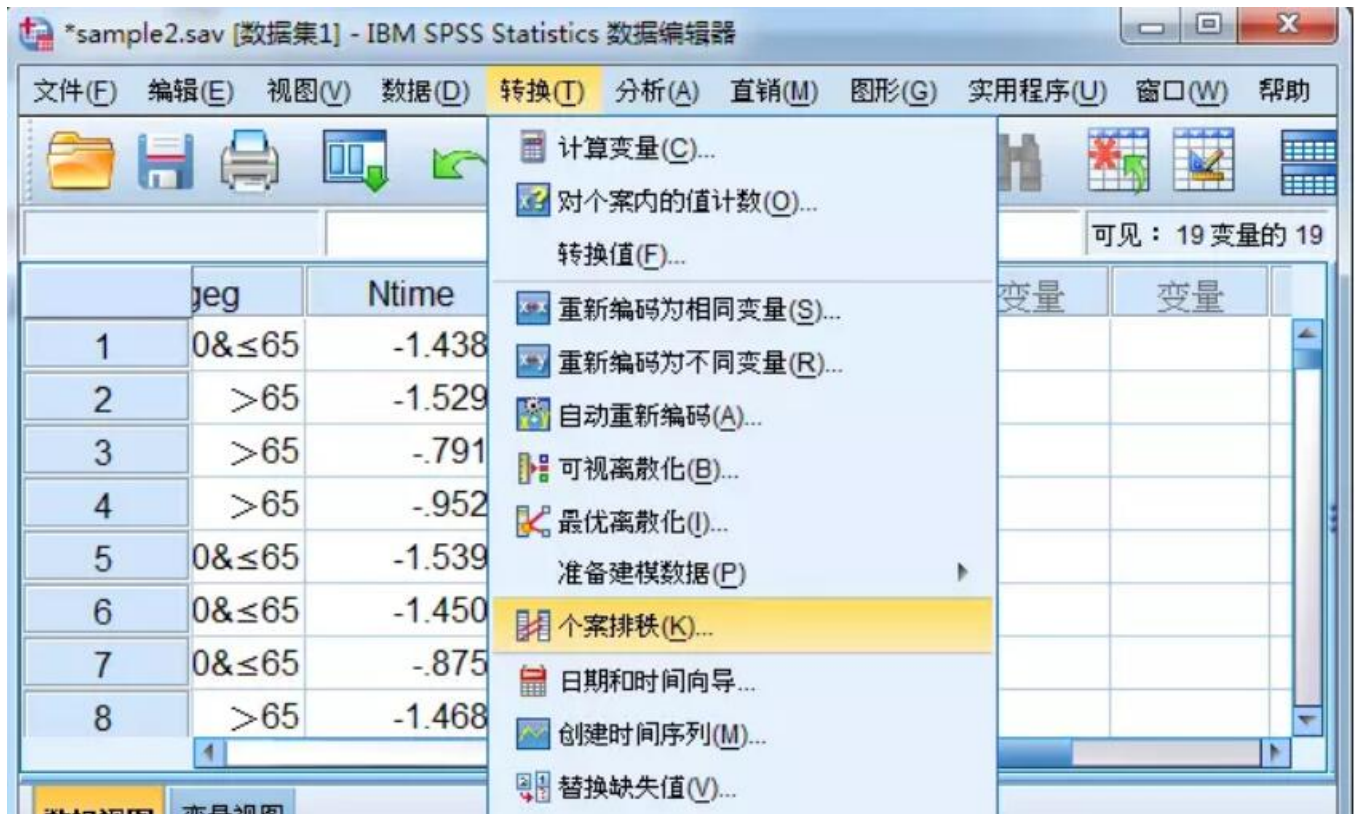 *sample2.sav [数据集1] - IBM SPSS Statistics 数据编辑器
文件(F) 编辑(E) 视图(V) 数据(D) 转换(T) 分析(A) 直销(M) 图形(G) 实用程序(U) 窗口(W) 帮助
计算变量(C)...
对个案内的值计数(O)...
转换值(F)...
重新编码为相同变量(S)...
重新编码为不同变量(R)...
自动重新编码(A)...
可视离散化(B)...
最优离散化(I)...
准备建模数据(P)
个案排秩(K)...
日期和时间向导...
创建时间序列(M)...
替换缺失值(V)...
可见：19 变量的 19
geg Ntime 变量 变量
1 0&≤65 -1.438
2 >65 -1.529
3 >65 -.791
4 >65 -.952
5 0&≤65 -1.539
6 0&≤65 -1.450
7 0&≤65 -.875
8 >65 -1.468
数据视图 变量视图